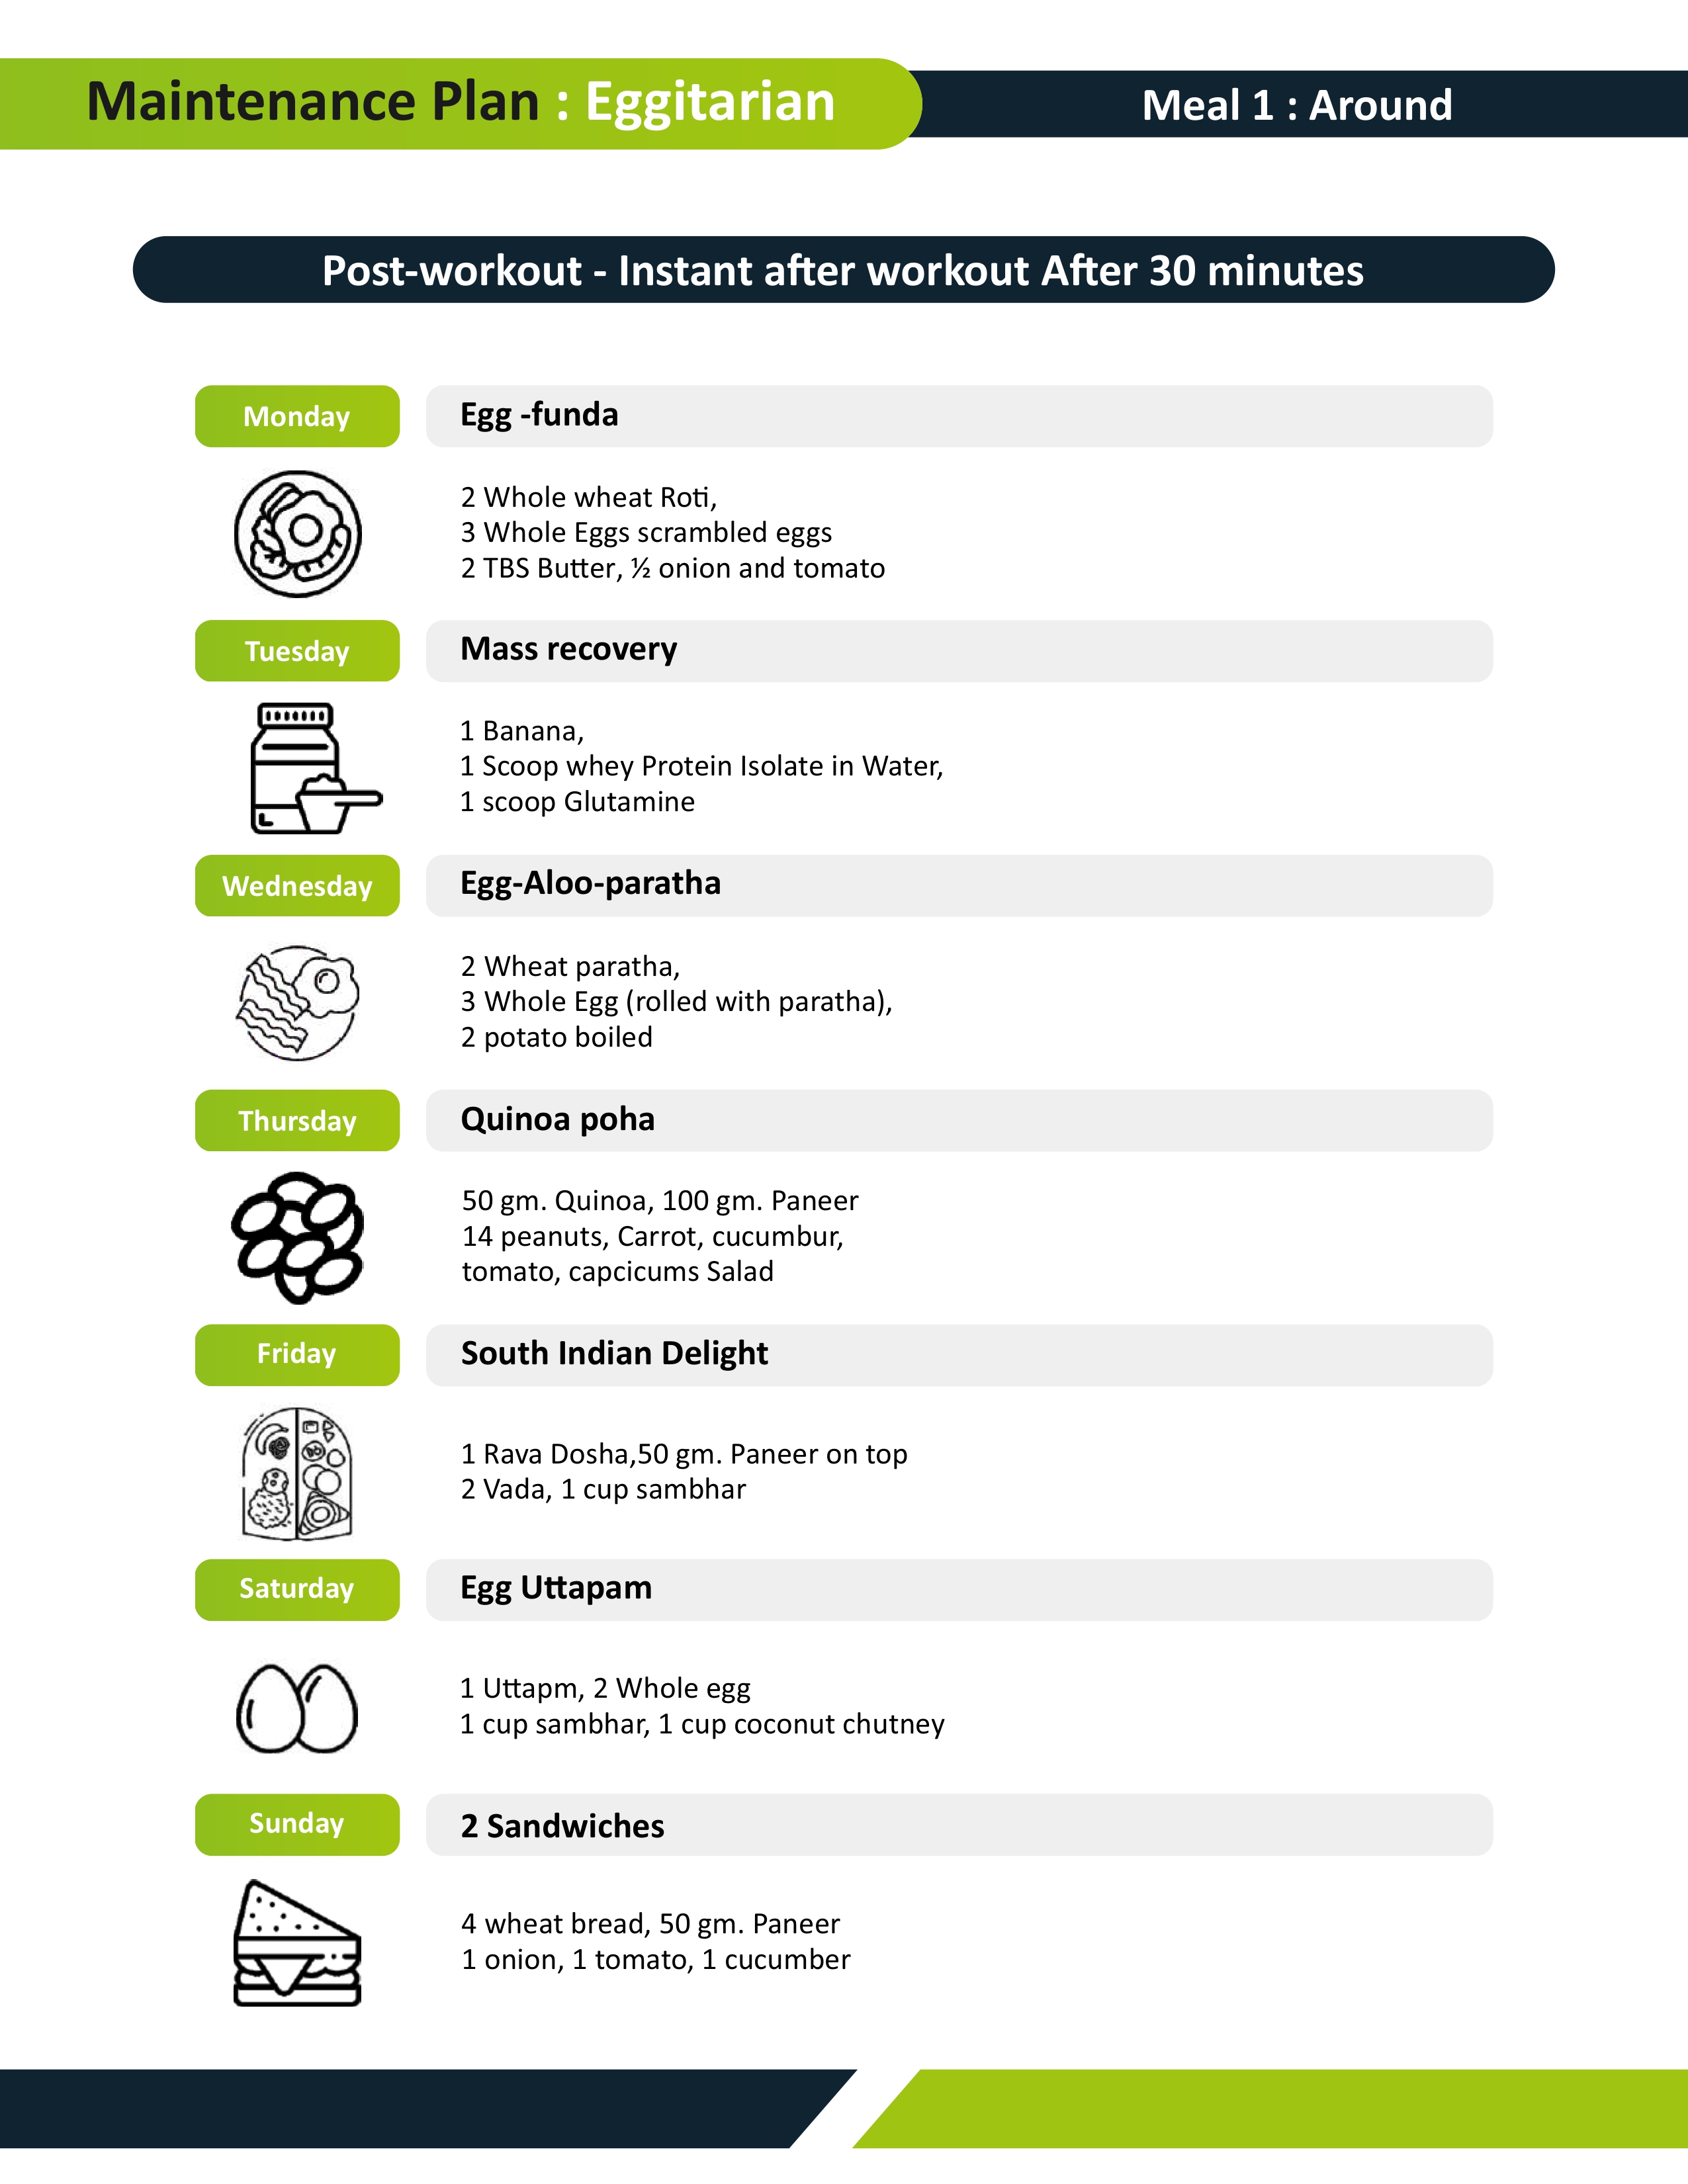 Maintenance Plan : Eggitarian
Meal 1 : Around
Post-workout - Instant after workout After 30 minutes
Monday
Egg -funda
2 Whole wheat Roti,
3 Whole Eggs scrambled eggs
2 TBS Butter, ½ onion and tomato
Tuesday
Mass recovery
1 Banana,
1 Scoop whey Protein Isolate in Water,
1 scoop Glutamine
Wednesday
Egg-Aloo-paratha
2 Wheat paratha,
3 Whole Egg (rolled with paratha),
2 potato boiled
Thursday
Quinoa poha
50 gm. Quinoa, 100 gm. Paneer
14 peanuts, Carrot, cucumbur,
tomato, capcicums Salad
Friday
South Indian Delight
1 Rava Dosha,50 gm. Paneer on top
2 Vada, 1 cup sambhar
Saturday
Egg Uttapam
1 Uttapm, 2 Whole egg
1 cup sambhar, 1 cup coconut chutney
Sunday
2 Sandwiches
4 wheat bread, 50 gm. Paneer
1 onion, 1 tomato, 1 cucumber